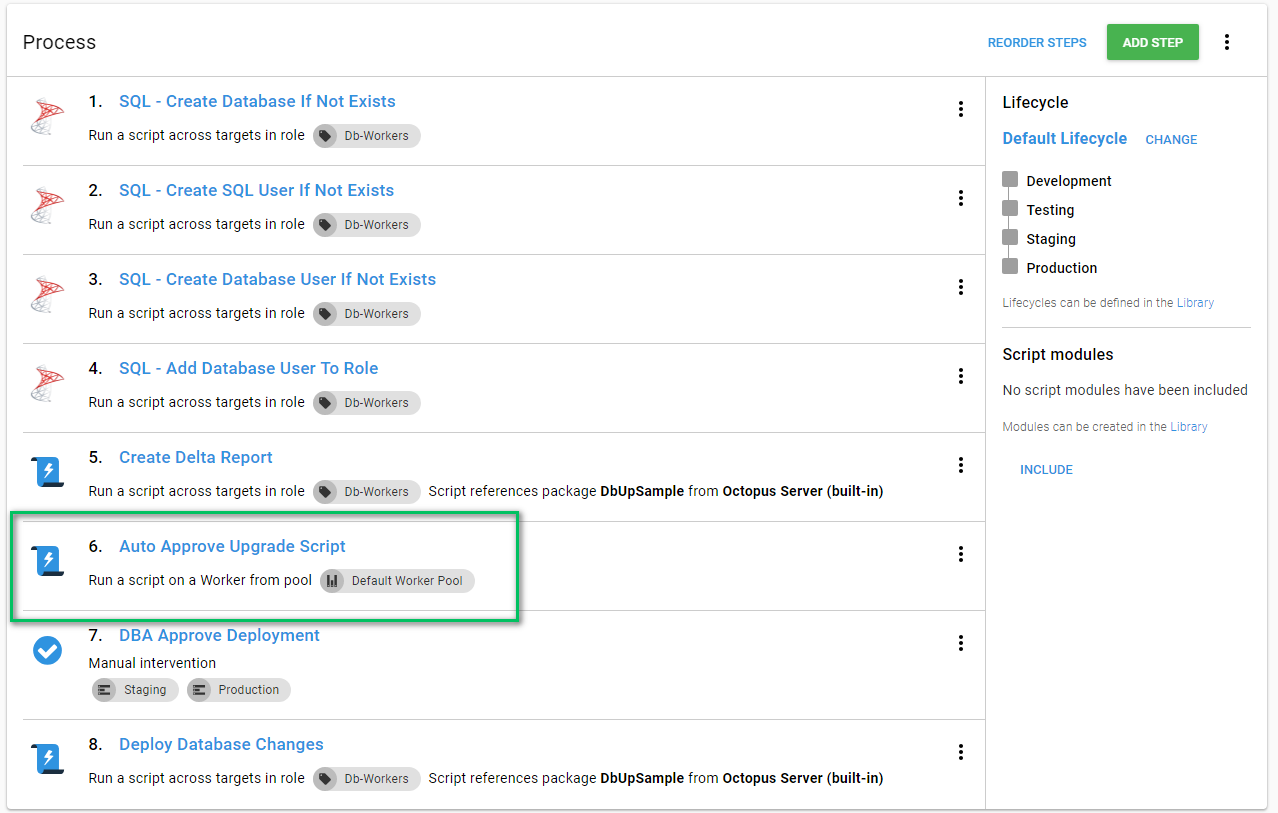 Process
REORDER STEPS
ADD STEP
1. SQL - Create Database If Not Exists
Run a script across targets in role Db-Workers
2. SQL - Create SQL User If Not Exists
Run a script across targets in role Db-Workers
3. SQL - Create Database User If Not Exists
Run a script across targets in role Db-Workers
4. SQL - Add Database User To Role
Run a script across targets in role Db-Workers
5. Create Delta Report
Run a script across targets in role Db-Workers Script references package DbUpSample from Octopus Server (built-in)
6. Auto Approve Upgrade Script
Run a script on a Worker from pool Default Worker Pool
7. DBA Approve Deployment
Manual intervention
Staging Production
8. Deploy Database Changes
Run a script across targets in role Db-Workers Script references package DbUpSample from Octopus Server (built-in)
Lifecycle
Default Lifecycle CHANGE
Development
Testing
Staging
Production
Lifecycles can be defined in the Library
Script modules
No script modules have been included
Modules can be created in the Library
INCLUDE